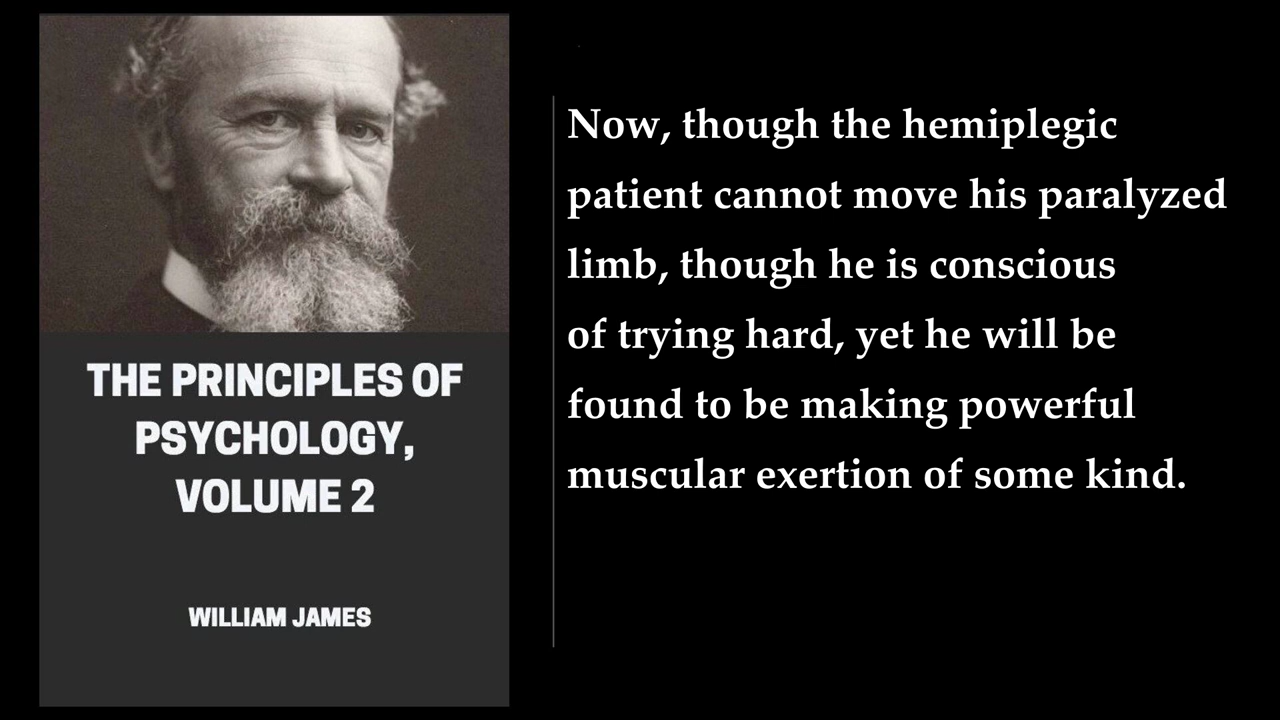 THE PRINCIPLES OF
PSYCHOLOGY,
VOLUME 2
WILLIAM JAMES
Now, though the hemiplegic
patient cannot move his paralyzed
limb, though he is conscious
of trying hard, yet he will be
found to be making powerful
muscular exertion of some kind.